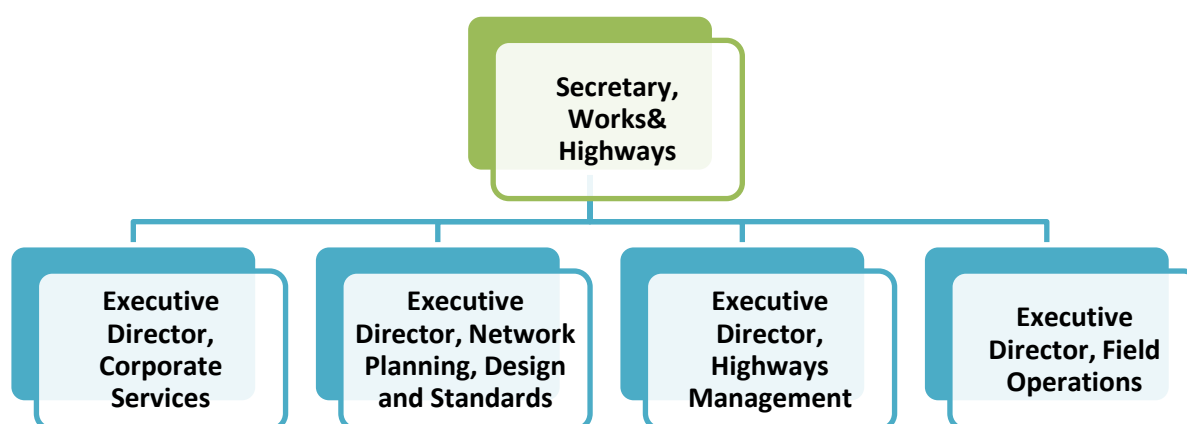 Secretary,
Works&
Highways
Executive
Director,
Corporate
Services
Executive
Director, Network
Planning, Design
and Standards
Executive
Director,
Highways
Management
Executive
Director, Field
Operations